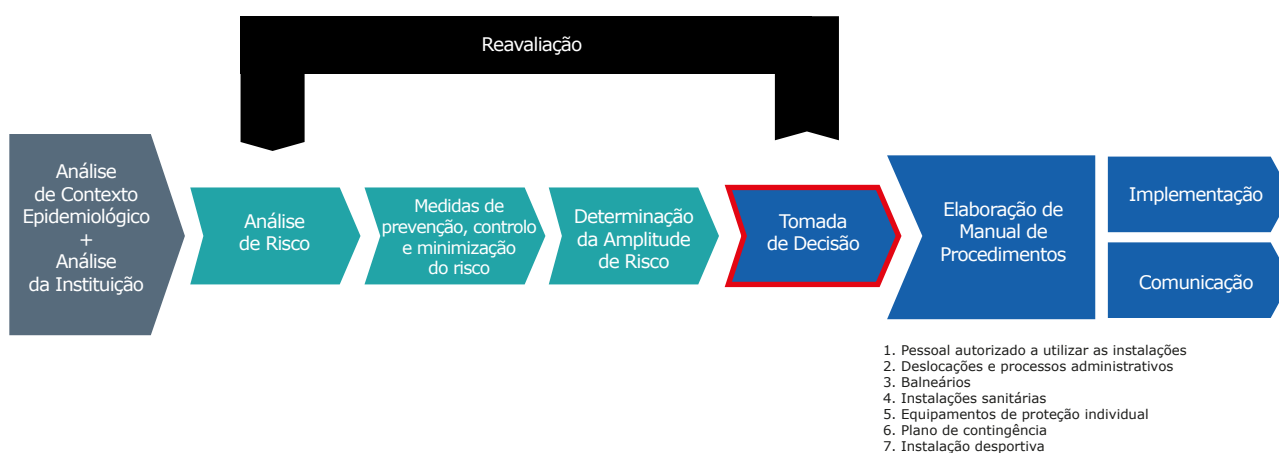 Reavaliação
Análise
de Contexto
Epidemiológico
+
Análise
da Instituição
Análise
de Risco
Medidas de
prevenção, controlo
e minimização
do risco
Determinação
da Amplitude
de Risco
Tomada
de Decisão
Elaboração de
Manual de
Procedimentos
Implementação
Comunicação
1. Pessoal autorizado a utilizar as instalações
2. Deslocações e processos administrativos
3. Balneários
4. Instalações sanitárias
5. Equipamentos de proteção individual
6. Plano de contingência
7. Instalação desportiva